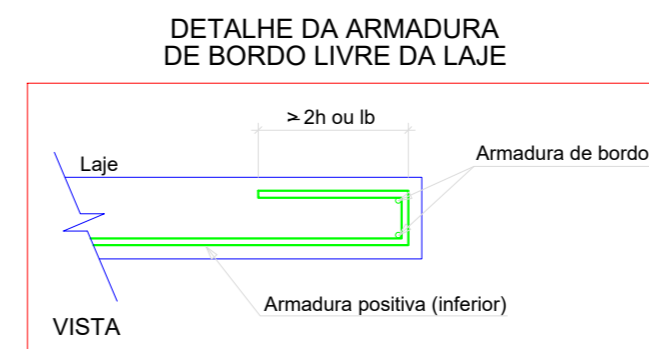 DETALHE DA ARMADURA
DE BORDO LIVRE DA LAJE
≥ 2h ou lb
Laje
Armadura de bordo
Armadura positiva (inferior)
VISTA